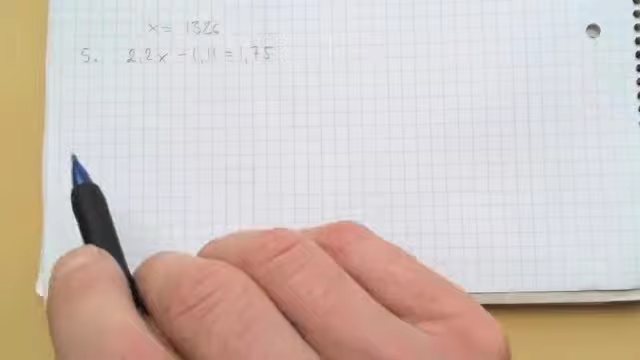 x = 1326
5. 2,2x - 1,11 = 1,75